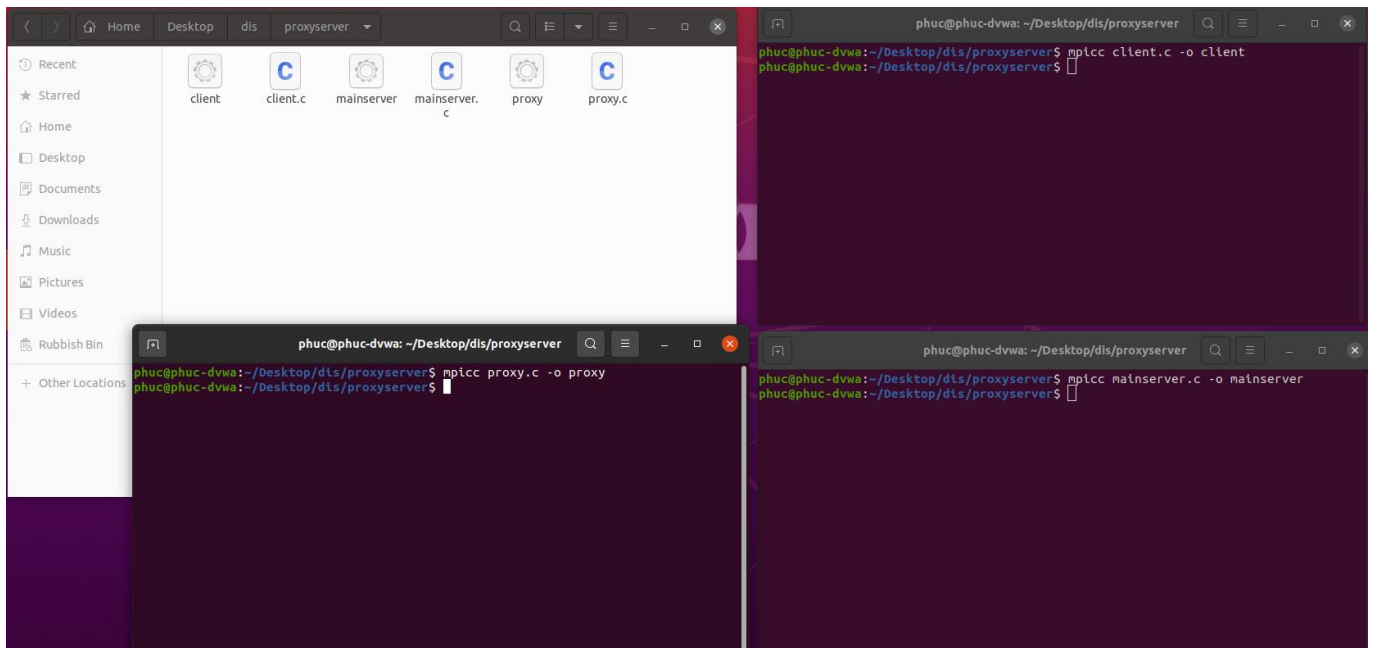 Home Desktop dis proxyserver
Recent
Starred
Home
Desktop
Documents
Downloads
Music
Pictures
Videos
Rubbish Bin
+ Other Locations
client
client.c
mainserver
mainserver.
c
proxy
proxy.c
phuc@phuc-dvwa: ~/Desktop/dis/proxyserver
phuc@phuc-dvwa:~/Desktop/dis/proxyserver$ mpicc client.c -o client
phuc@phuc-dvwa:~/Desktop/dis/proxyserver$
phuc@phuc-dvwa: ~/Desktop/dis/proxyserver
phuc@phuc-dvwa:~/Desktop/dis/proxyserver$ mpicc proxy.c -o proxy
phuc@phuc-dvwa:~/Desktop/dis/proxyserver$
phuc@phuc-dvwa: ~/Desktop/dis/proxyserver
phuc@phuc-dvwa:~/Desktop/dis/proxyserver$ mpicc mainserver.c -o mainserver
phuc@phuc-dvwa:~/Desktop/dis/proxyserver$